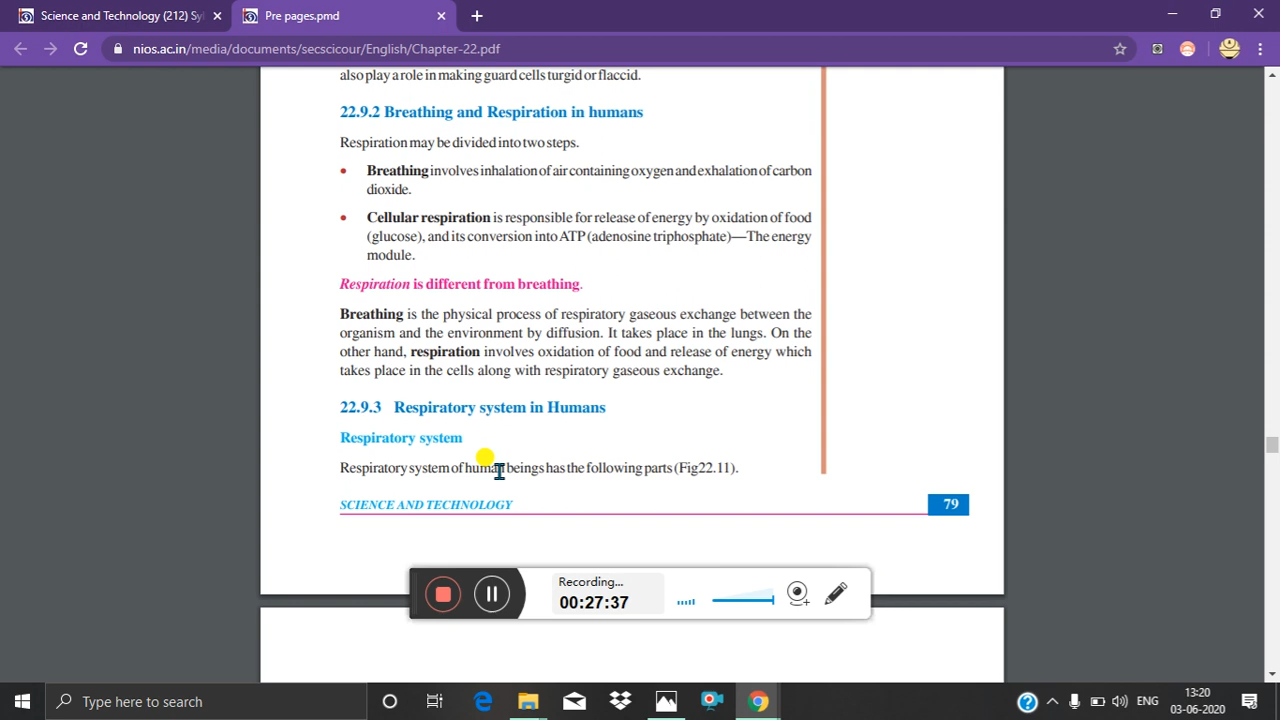 Science and Technology (212) Syl
Pre pages.pmd
nios.ac.in/media/documents/secscicour/English/Chapter-22.pdf
also play a role in making guard cells turgid or flaccid.
22.9.2 Breathing and Respiration in humans
Respiration may be divided into two steps.
• Breathing involves inhalation of air containing oxygen and exhalation of carbon
dioxide.
• Cellular respiration is responsible for release of energy by oxidation of food
(glucose), and its conversion into ATP (adenosine triphosphate)—The energy
module.
Respiration is different from breathing.
Breathing is the physical process of respiratory gaseous exchange between the
organism and the environment by diffusion. It takes place in the lungs. On the
other hand, respiration involves oxidation of food and release of energy which
takes place in the cells along with respiratory gaseous exchange.
22.9.3 Respiratory system in Humans
Respiratory system
Respiratory system of human beings has the following parts (Fig22.11).
SCIENCE AND TECHNOLOGY 79
Recording...
00:27:37
Type here to search
ENG
13:20
03-06-2020